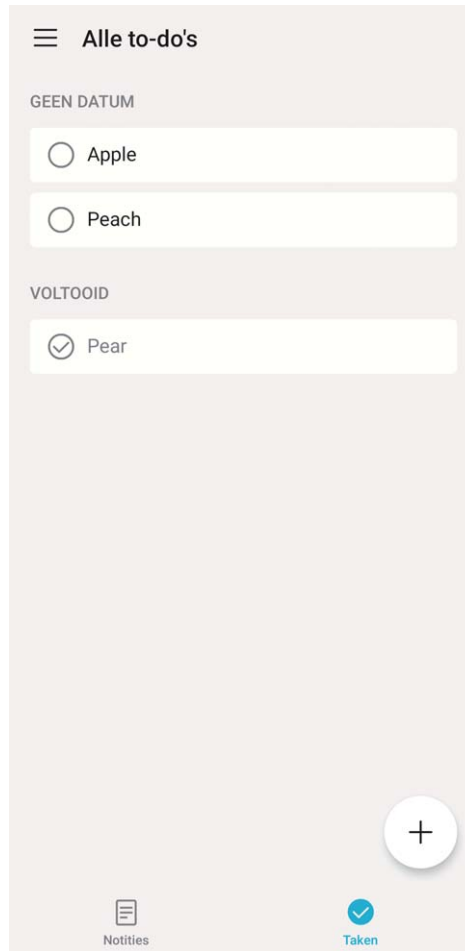 Alle to-do's
GEEN DATUM
Apple
Peach
VOLTOOID
Pear
Notities
Taken